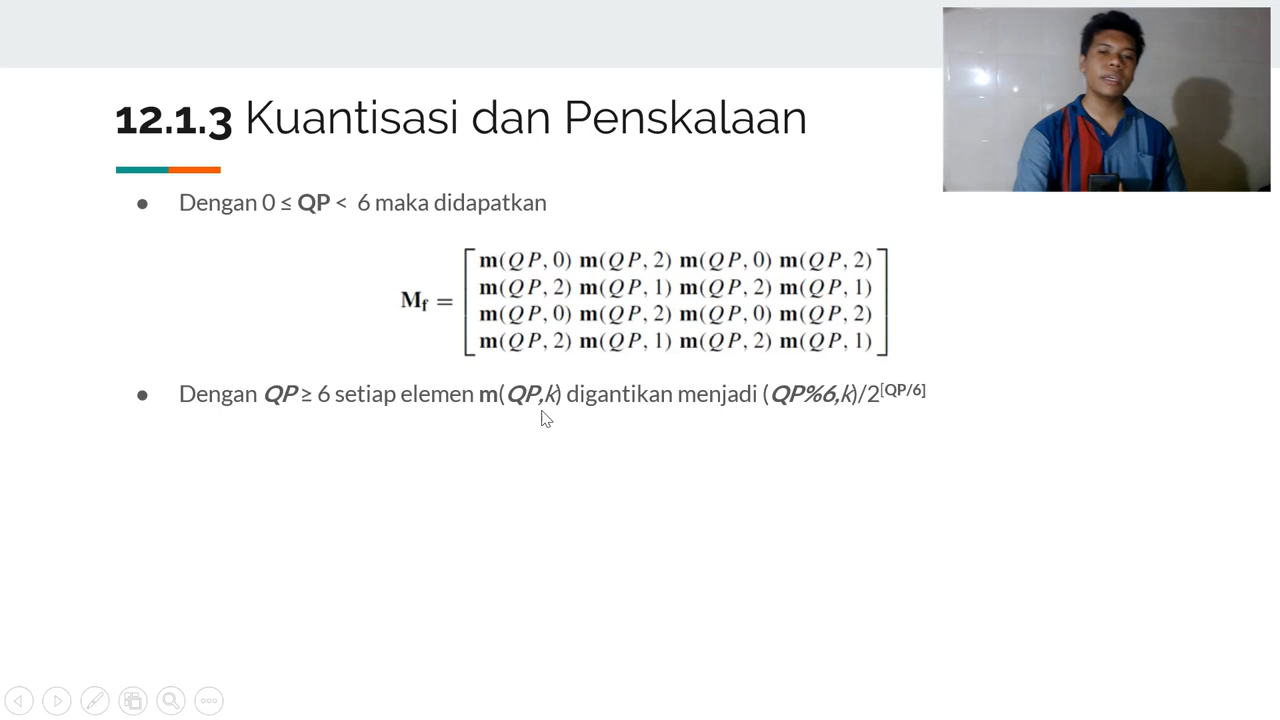 12.1.3 Kuantisasi dan Penskalaan
● Dengan 0 ≤ QP < 6 maka didapatkan
m(QP, 0) m(QP, 2) m(QP, 0) m(QP, 2)
m(QP, 2) m(QP, 1) m(QP, 2) m(QP, 1)
M_f =
m(QP, 0) m(QP, 2) m(QP, 0) m(QP, 2)
m(QP, 2) m(QP, 1) m(QP, 2) m(QP, 1)
● Dengan QP ≥ 6 setiap elemen m(QP,k) digantikan menjadi (QP%6,k)/2^[QP/6]